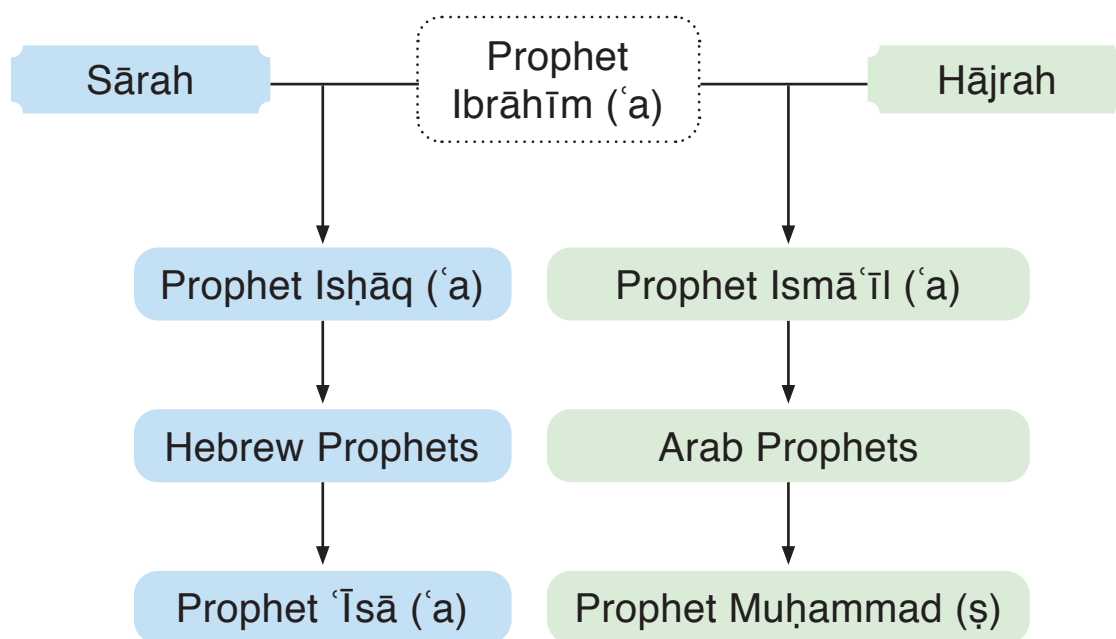 Sārah
Prophet
Ibrāhīm (ʿa)
Hājrah
Prophet Isḥāq (ʿa)
Prophet Ismāʿīl (ʿa)
Hebrew Prophets
Arab Prophets
Prophet ʿĪsā (ʿa)
Prophet Muḥammad (ṣ)